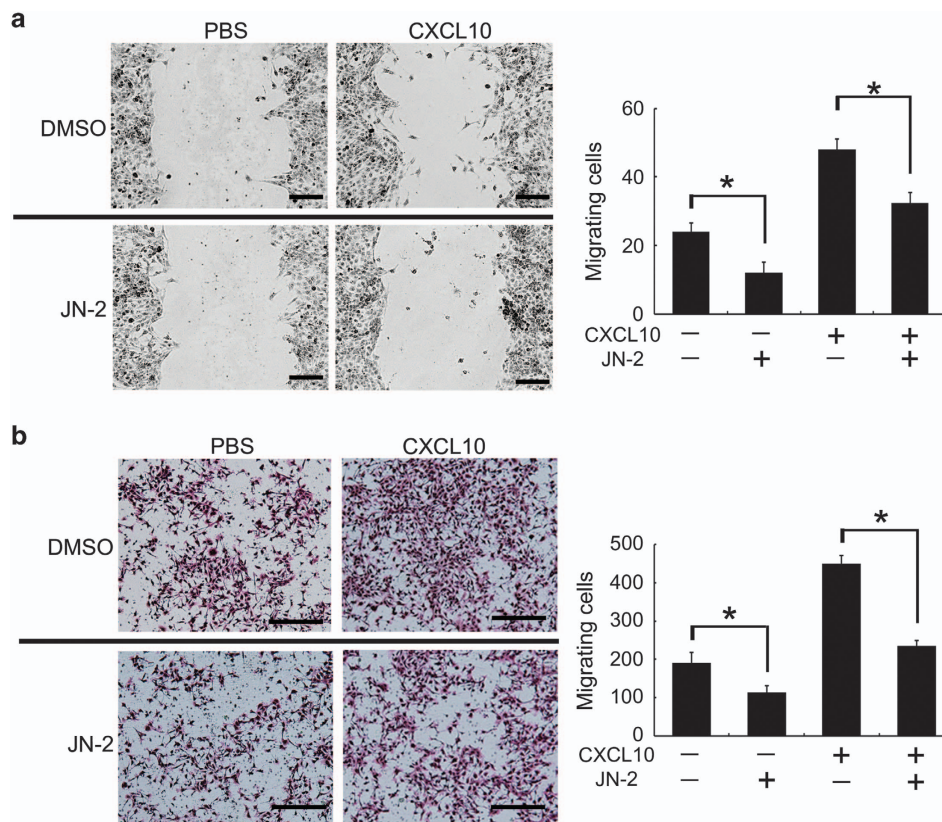 a
PBS CXCL10
DMSO
JN-2
Migrating cells
60
40
20
0
* *
CXCL10 — — + +
JN-2 — + — +
b
PBS CXCL10
DMSO
JN-2
Migrating cells
500
400
300
200
100
0
* *
CXCL10 — — + +
JN-2 — + — +